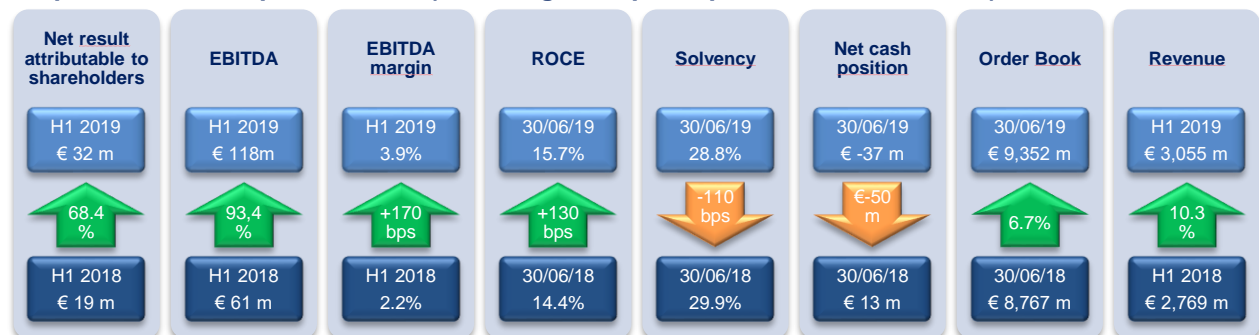 Net result
attributable to
shareholders
H1 2019
€ 32 m
68.4
%
H1 2018
€ 19 m
EBITDA
H1 2019
€ 118m
93,4
%
H1 2018
€ 61 m
EBITDA
margin
H1 2019
3.9%
+170
bps
H1 2018
2.2%
ROCE
30/06/19
15.7%
+130
bps
30/06/18
14.4%
Solvency
30/06/19
28.8%
-110
bps
30/06/18
29.9%
Net cash
position
30/06/19
€ -37 m
€-50
m
30/06/18
€ 13 m
Order Book
30/06/19
€ 9,352 m
6.7%
30/06/18
€ 8,767 m
Revenue
H1 2019
€ 3,055 m
10.3
%
H1 2018
€ 2,769 m